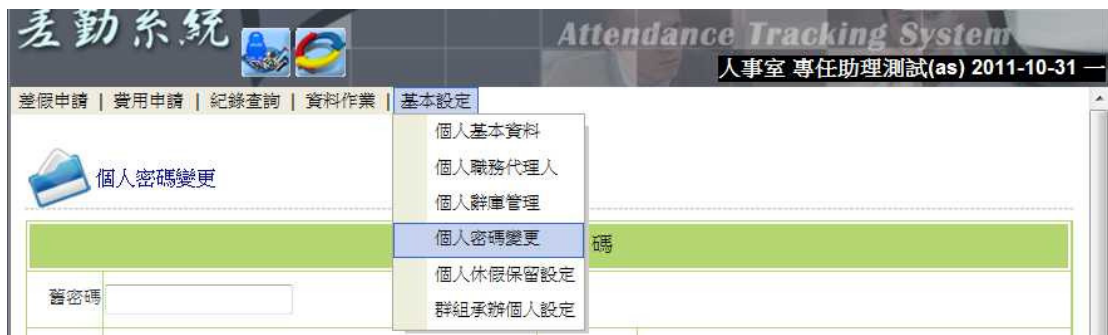 差勤系統
Attendance Tracking System
人事室 專任助理測試(as) 2011-10-31 一
差假申請 | 費用申請 | 紀錄查詢 | 資料作業 | 基本設定
個人基本資料
個人職務代理人
個人辭庫管理
個人密碼變更
個人休假保留設定
群組承辦個人設定
個人密碼變更
碼
舊密碼